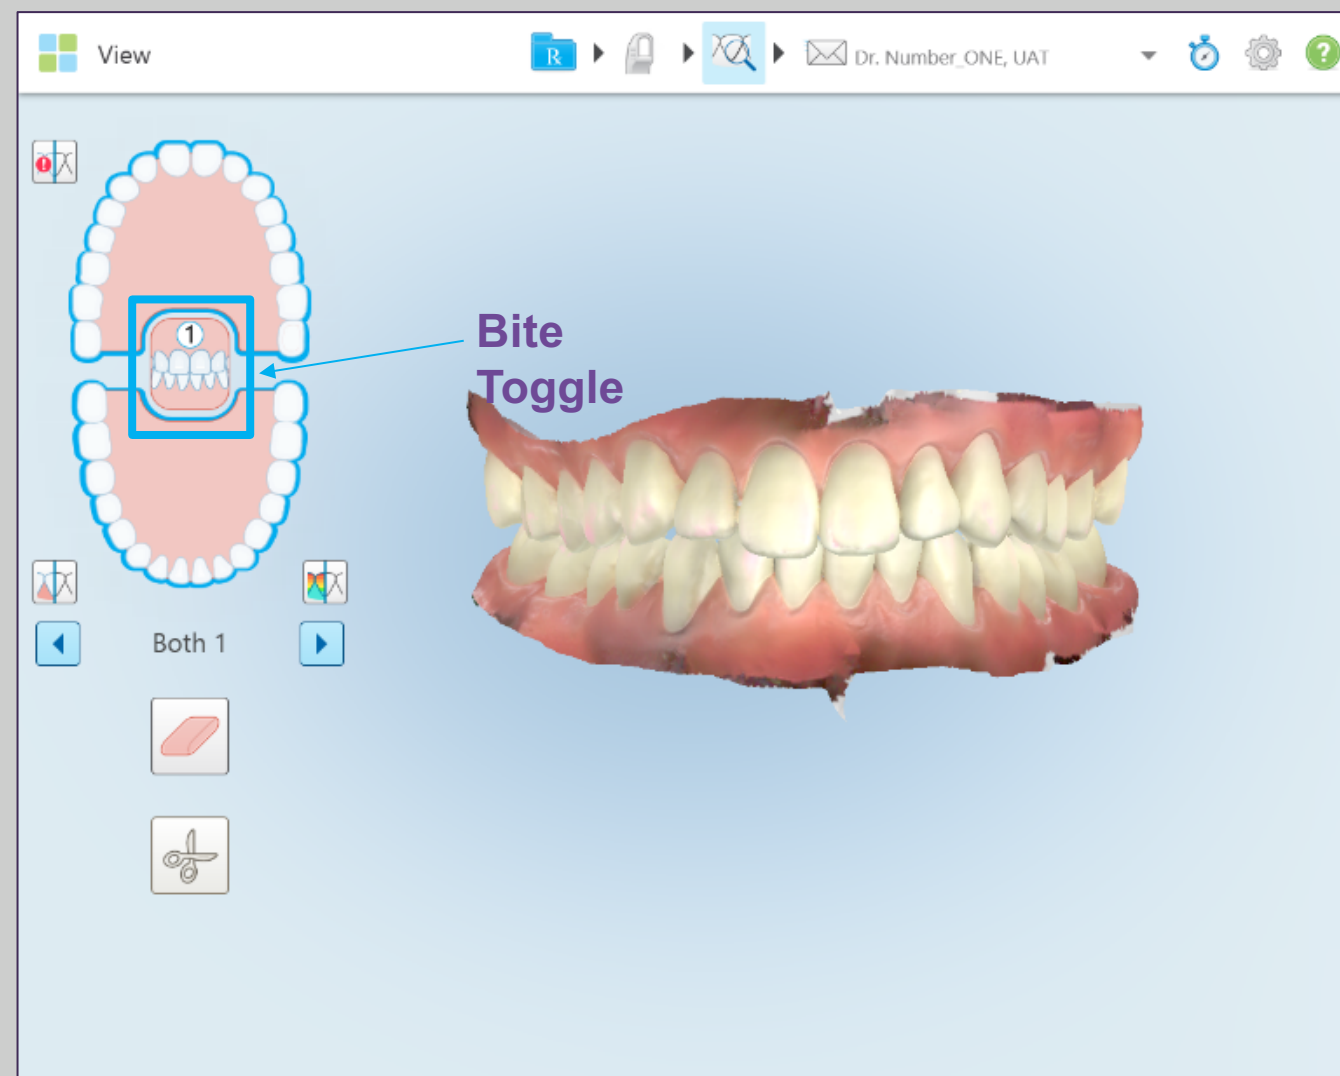 View
R
Dr. Number_ONE, UAT
?
1
Bite
Toggle
Both 1